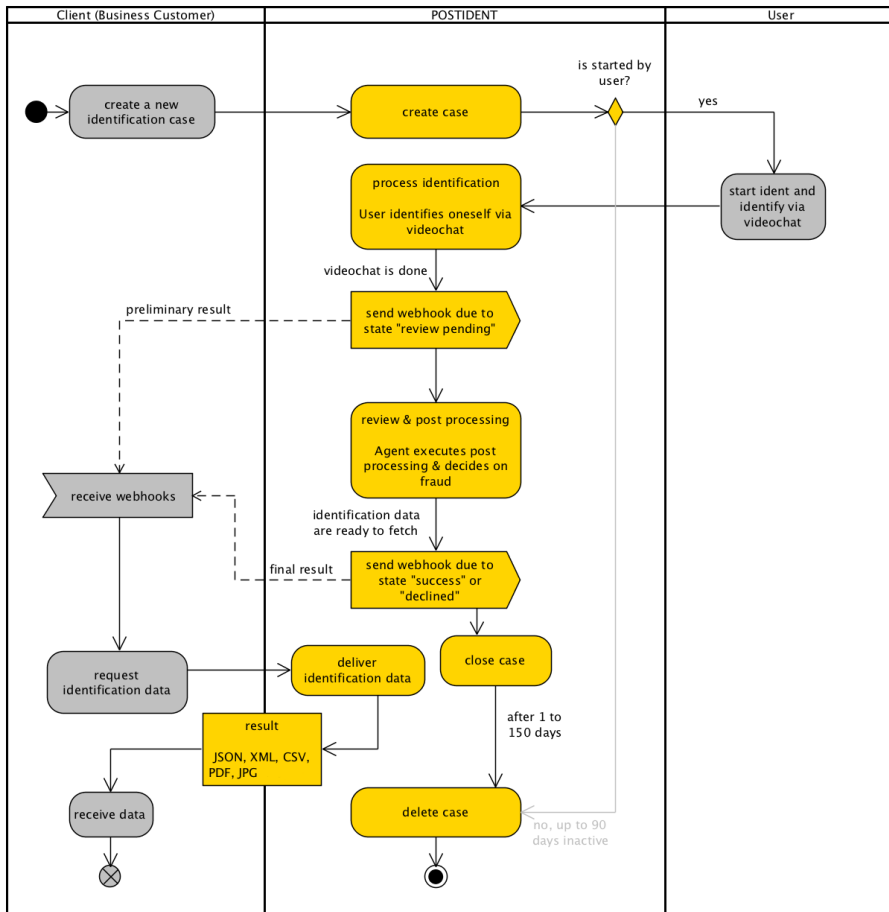 Client (Business Customer)
POSTIDENT
User
is started by
user?
create a new
identification case
create case
yes
process identification
User identifies oneself via
videochat
start ident and
identify via
videochat
videochat is done
preliminary result
send webhook due to
state "review pending"
review & post processing
Agent executes post
processing & decides on
fraud
receive webhooks
identification data
are ready to fetch
final result
send webhook due to
state "success" or
"declined"
request
identification data
deliver
identification data
close case
result
JSON, XML, CSV,
PDF, JPG
after 1 to
150 days
receive data
delete case
no, up to 90
days inactive